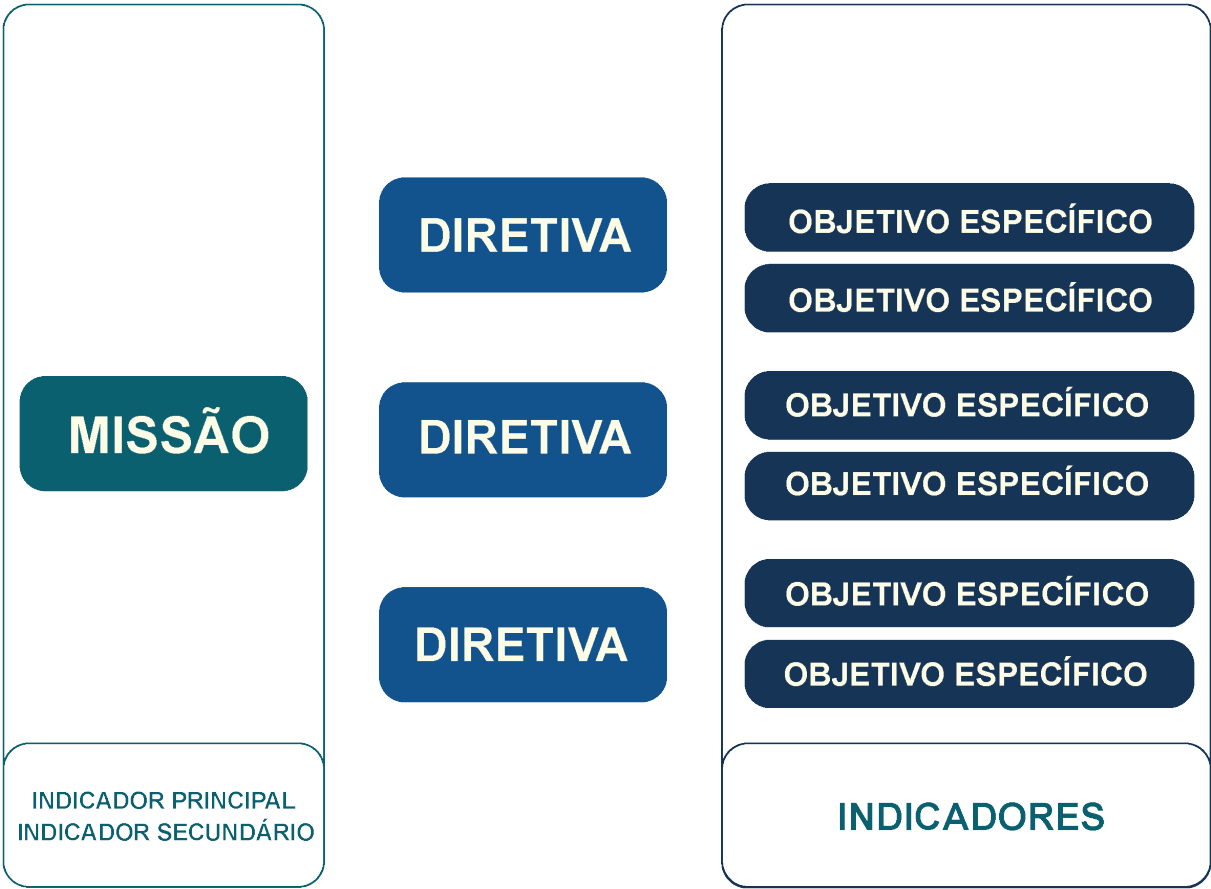 MISSÃO
INDICADOR PRINCIPAL
INDICADOR SECUNDÁRIO
DIRETIVA
DIRETIVA
DIRETIVA
OBJETIVO ESPECÍFICO
OBJETIVO ESPECÍFICO
OBJETIVO ESPECÍFICO
OBJETIVO ESPECÍFICO
OBJETIVO ESPECÍFICO
OBJETIVO ESPECÍFICO
INDICADORES